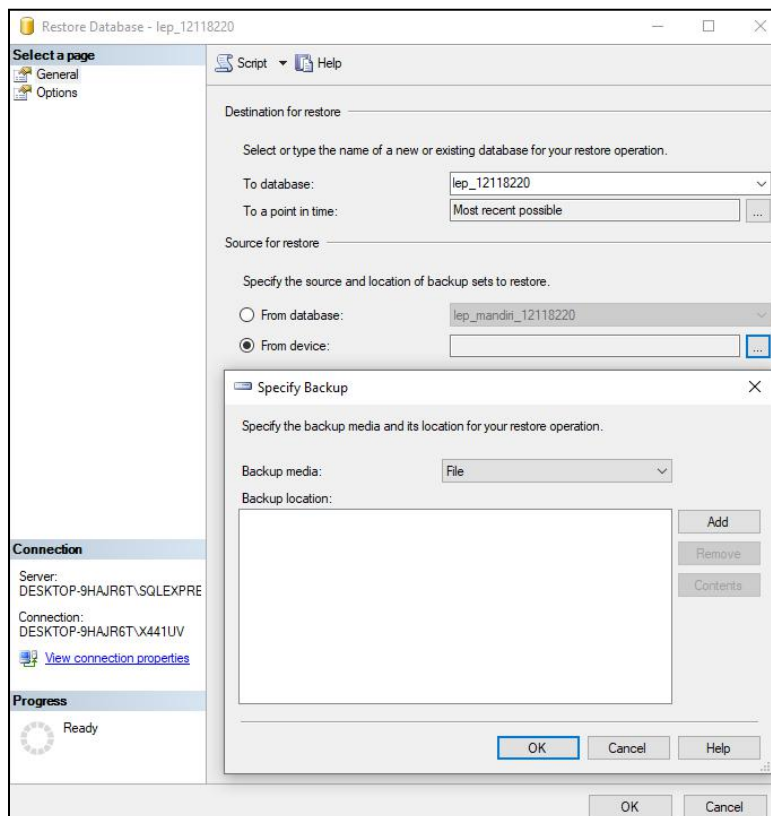 Restore Database - lep_12118220
Select a page
General
Options
Script
Help
Destination for restore
Select or type the name of a new or existing database for your restore operation.
To database:
lep_12118220
To a point in time:
Most recent possible
...
Source for restore
Specify the source and location of backup sets to restore.
From database:
lep_mandiri_12118220
From device:
...
Specify Backup
Specify the backup media and its location for your restore operation.
Backup media:
File
Backup location:
Add
Remove
Contents
OK
Cancel
Help
Connection
Server:
DESKTOP-9HAJR6T\SQLEXPRE
Connection:
DESKTOP-9HAJR6T\X441UV
View connection properties
Progress
Ready
OK
Cancel